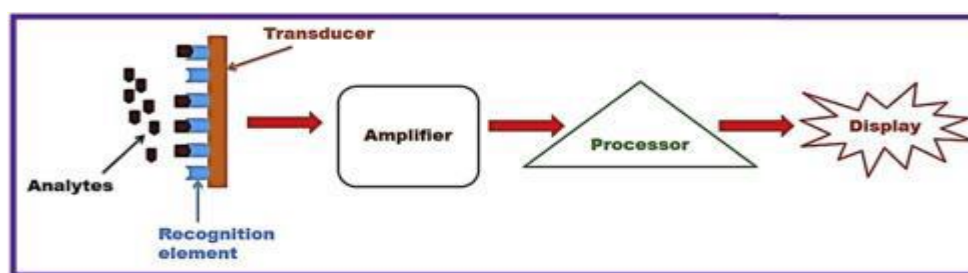 Transducer
Analytes
Recognition
element
Amplifier
Processor
Display